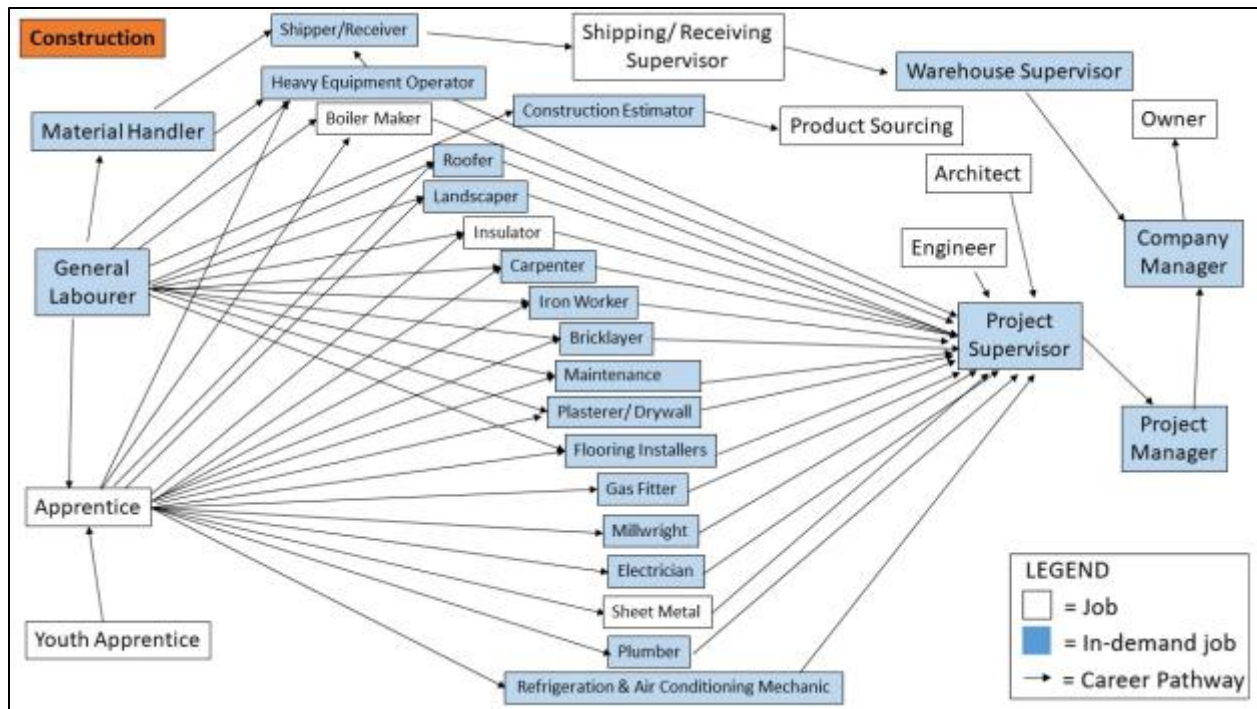 Construction
Shipper/Receiver
Shipping/ Receiving
Supervisor
Warehouse Supervisor
Heavy Equipment Operator
Construction Estimator
Product Sourcing
Owner
Material Handler
Boiler Maker
Roofer
Architect
Landscaper
Insulator
Engineer
Company
Manager
General
Labourer
Carpenter
Iron Worker
Project
Supervisor
Bricklayer
Maintenance
Plasterer/ Drywall
Project
Manager
Flooring Installers
Gas Fitter
Apprentice
Millwright
Electrician
Sheet Metal
Youth Apprentice
Plumber
Refrigeration & Air Conditioning Mechanic
LEGEND
= Job
= In-demand job
= Career Pathway